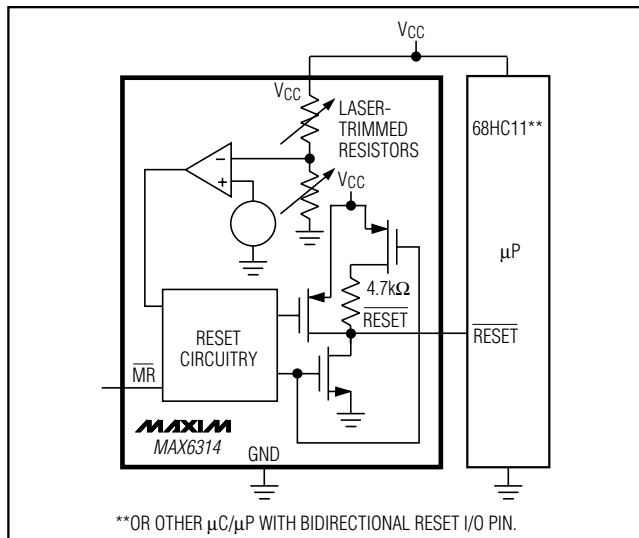 VCC
VCC
LASER-
TRIMMED
RESISTORS
68HC11**
−
+
VCC
µP
4.7kΩ
RESET
RESET
RESET
CIRCUITRY
MR
MAXIM
MAX6314
GND
**OR OTHER µC/µP WITH BIDIRECTIONAL RESET I/O PIN.